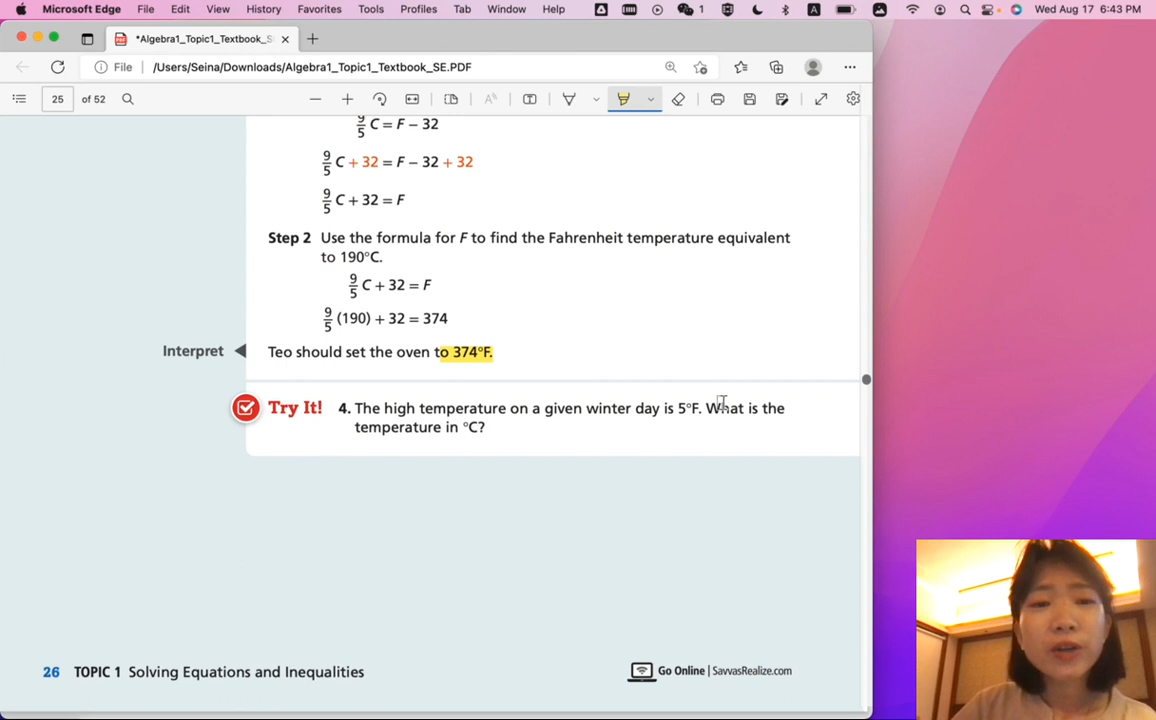 Microsoft Edge File Edit View History Favorites Tools Profiles Tab Window Help 1 A Wed Aug 17 6:43 PM
*Algebra1_Topic1_Textbook_S
File /Users/Seina/Downloads/Algebra1_Topic1_Textbook_SE.PDF
25 of 52
9/5 C = F − 32
9/5 C + 32 = F − 32 + 32
9/5 C + 32 = F
Step 2 Use the formula for F to find the Fahrenheit temperature equivalent
to 190°C.
9/5 C + 32 = F
9/5 (190) + 32 = 374
Interpret Teo should set the oven to 374°F.
Try It! 4. The high temperature on a given winter day is 5°F. What is the
temperature in °C?
26 TOPIC 1 Solving Equations and Inequalities Go Online | SavvasRealize.com